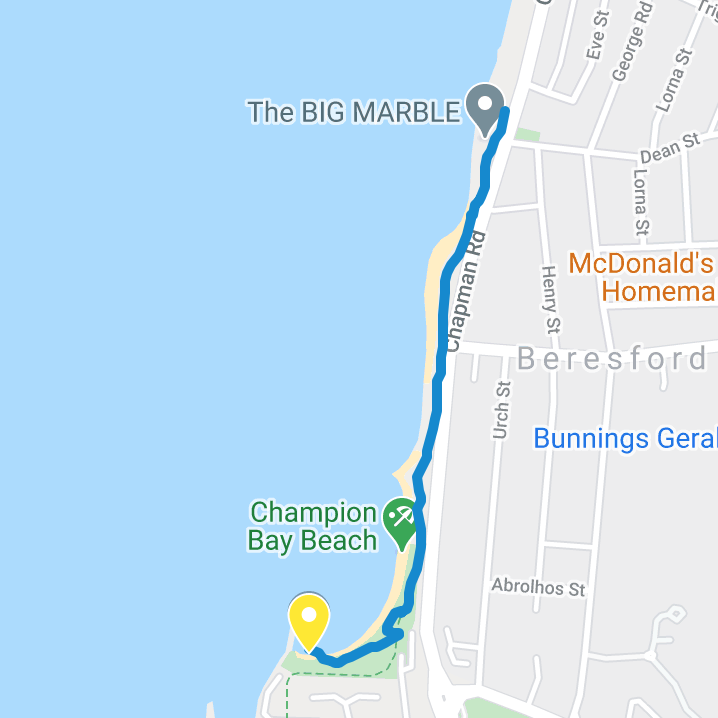 Eve St
George Rd
Lorna St
The BIG MARBLE
Dean St
Lorna St
Chapman Rd
McDonald's
Homema
Henry St
Beresford
Urch St
Bunnings Geral
Champion
Bay Beach
Abrolhos St